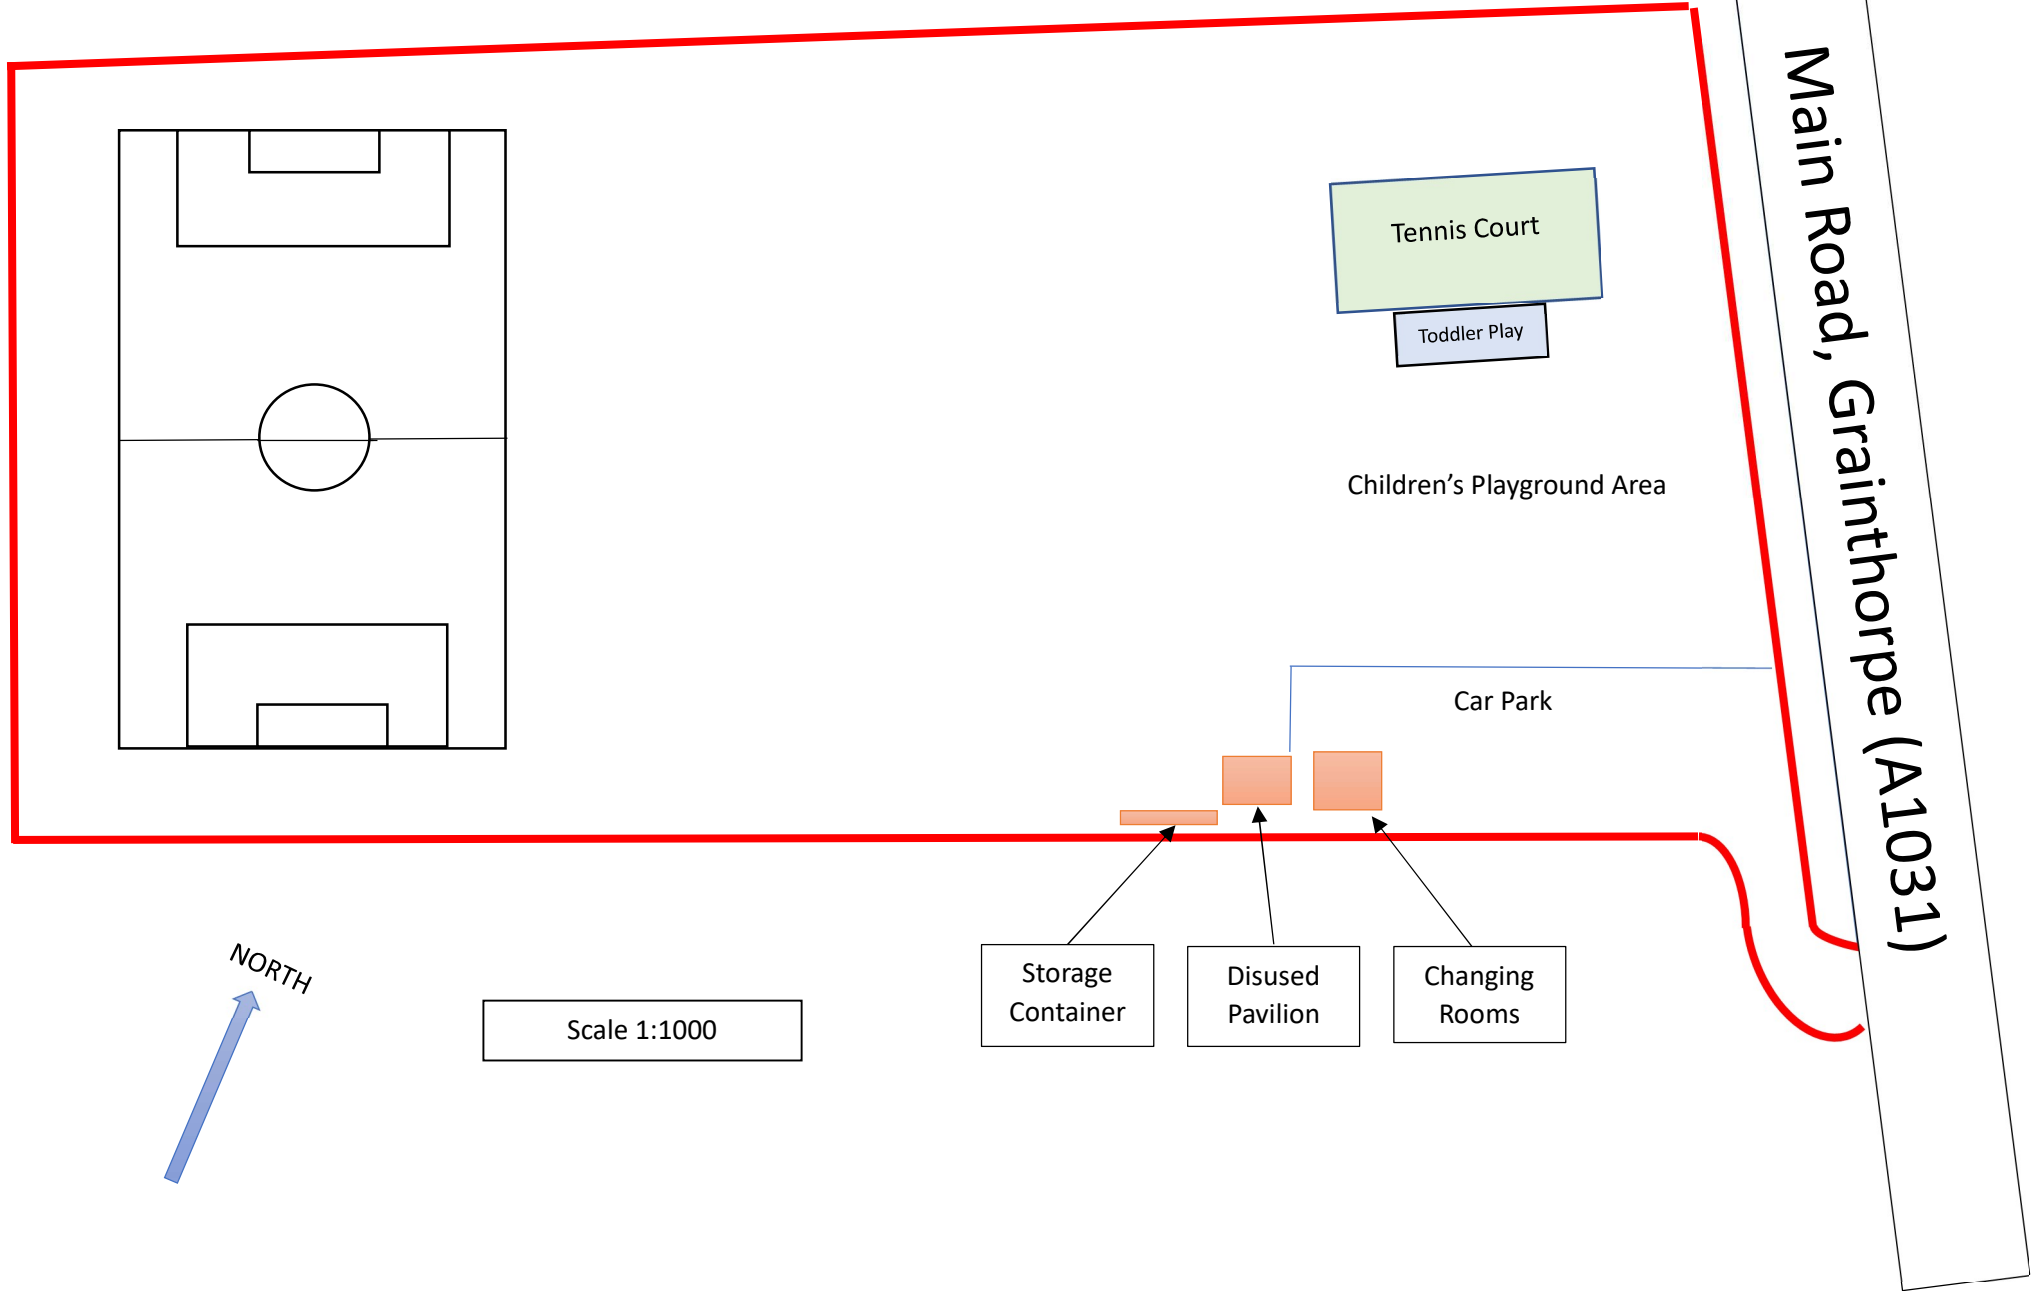 Main Road, Grainthorpe (A1031)
Tennis Court
Toddler Play
Children's Playground Area
Car Park
NORTH
Scale 1:1000
Storage
Container
Disused
Pavilion
Changing
Rooms